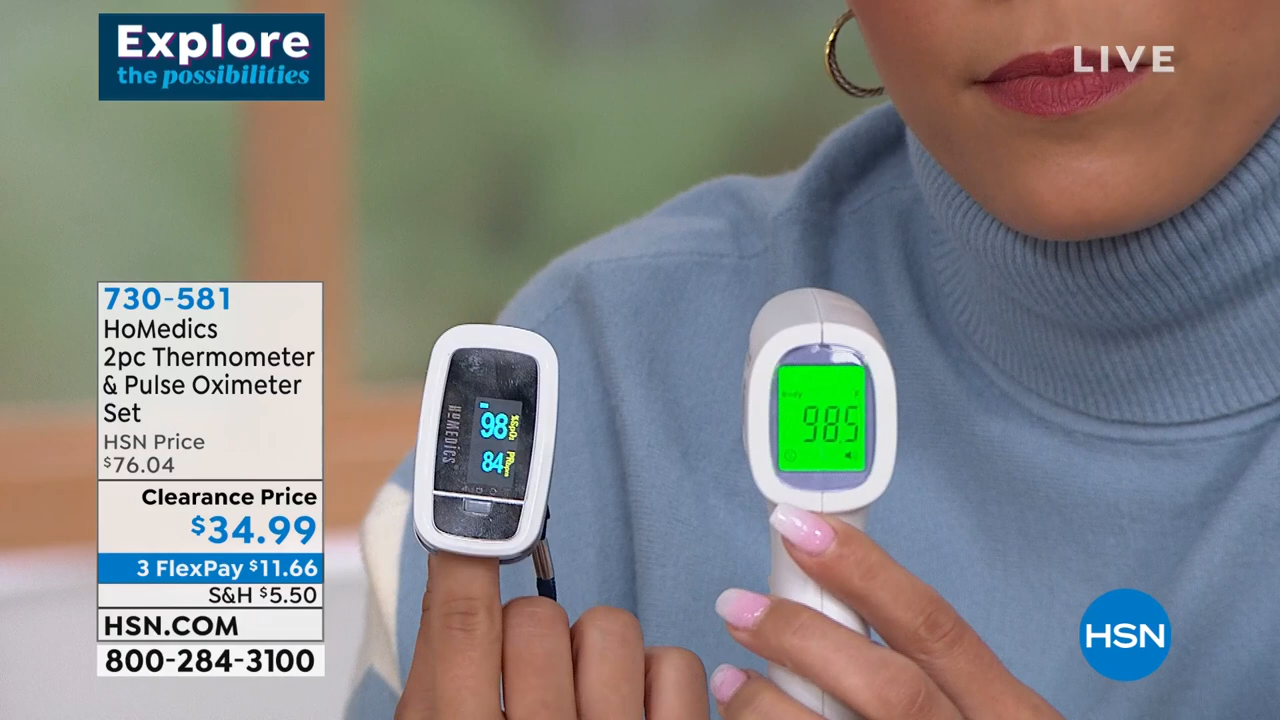 Explore
the possibilities
LIVE
730-581
HoMedics
2pc Thermometer
& Pulse Oximeter
Set
HSN Price
$76.04
Clearance Price
$34.99
3 FlexPay $11.66
S&H $5.50
HSN.COM
800-284-3100
HoMEDiCS
98 %SpO₂
84 PRbpm
body F
98.5
HSN